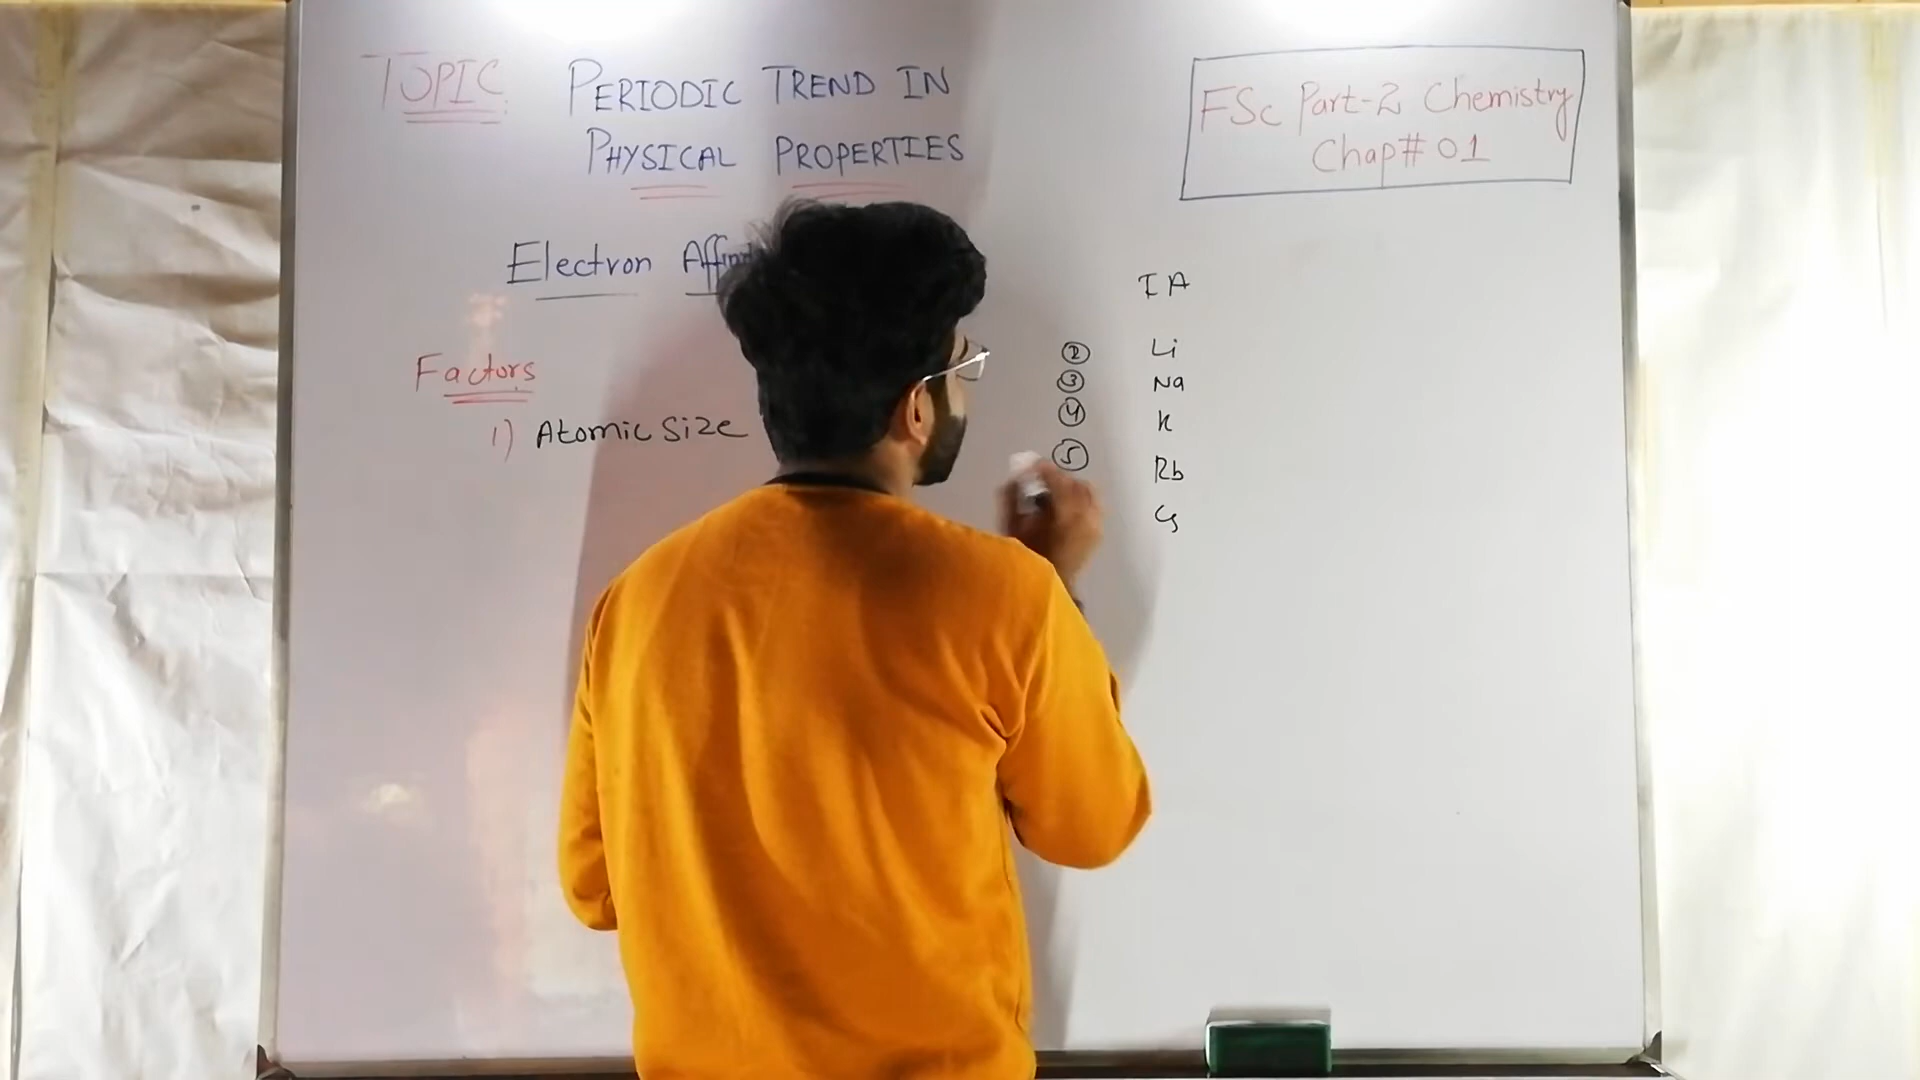 TOPIC: PERIODIC TREND IN
PHYSICAL PROPERTIES
FSc Part-2 Chemistry
Chap# 01
Electron
Factors
1) Atomic Size
I A
2 Li
3 Na
4 K
5 Rb
Cs